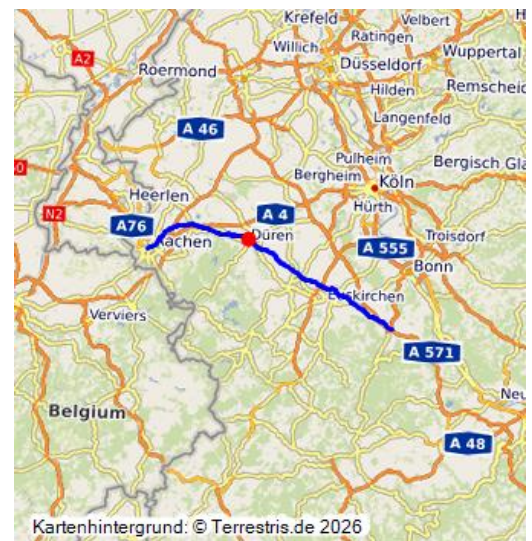 Krefeld
Velbert
Ratingen
Willich
Wuppertal
A2
Roermond
Düsseldorf
Hilden
Remscheid
Langenfeld
A 46
Pulheim
Bergheim
Bergisch Gla
Köln
Heerlen
Hürth
N2
A76
A 4
Aachen
Düren
A 555
Troisdorf
Bonn
Euskirchen
Verviers
A 571
Neu
Belgium
A 48
Kartenhintergrund: © Terrestris.de 2026